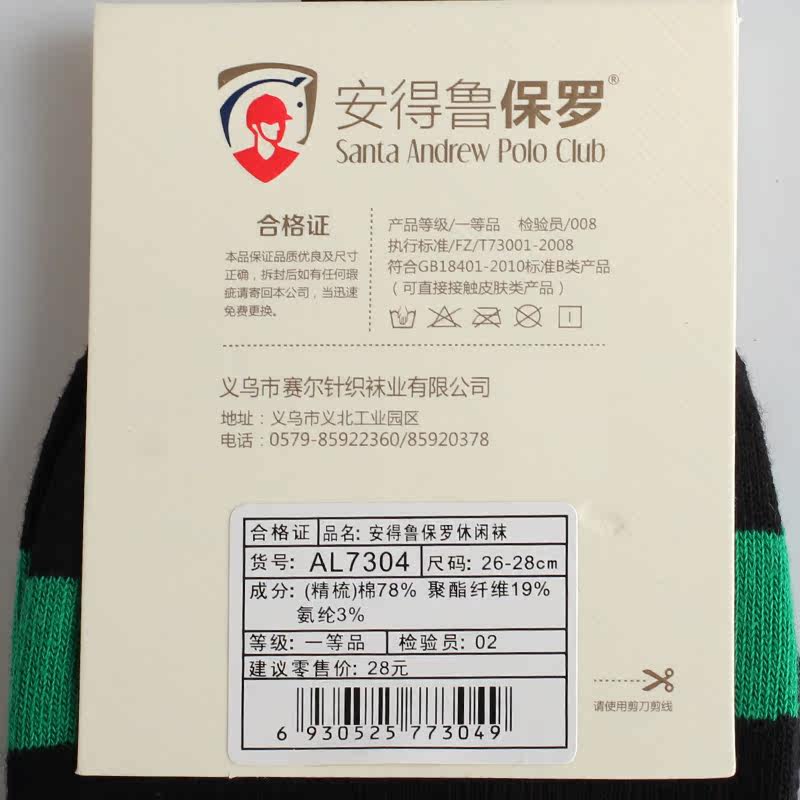 安得鲁保罗®
Santa Andrew Polo Club
合格证
本品保证品质优良及尺寸
正确，拆封后如有任何瑕
疵请寄回本公司，当迅速
免费更换。
产品等级/一等品 检验员/008
执行标准/FZ/T73001-2008
符合GB18401-2010标准B类产品
（可直接接触皮肤类产品）
义乌市赛尔针织袜业有限公司
地址：义乌市义北工业园区
电话：0579-85922360/85920378
合格证 品名: 安得鲁保罗休闲袜
货号: AL7304 尺码: 26-28cm
成分: (精梳)棉78% 聚酯纤维19%
氨纶3%
等级: 一等品 检验员: 02
建议零售价: 28元
6 930525 773049
请使用剪刀剪线